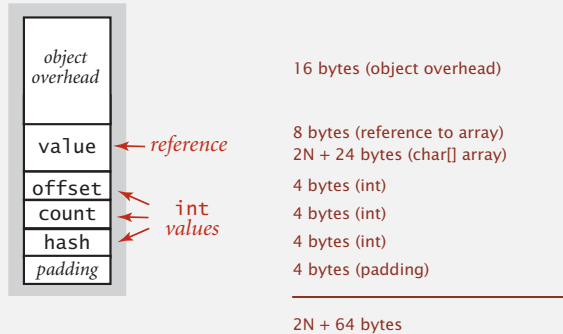 object
overhead
16 bytes (object overhead)
value
reference
8 bytes (reference to array)
2N + 24 bytes (char[] array)
offset
4 bytes (int)
count
int
values
4 bytes (int)
hash
4 bytes (int)
padding
4 bytes (padding)
2N + 64 bytes